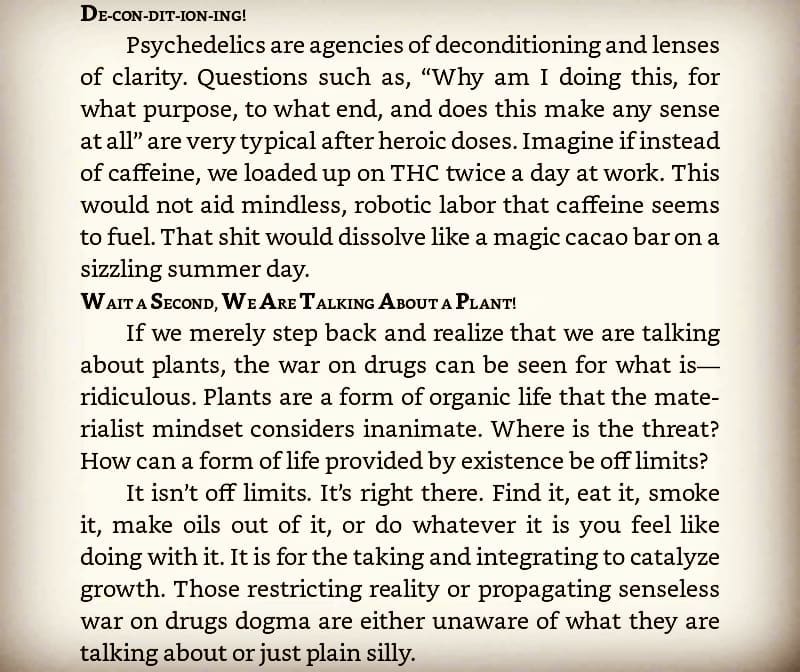 DE-CON-DIT-ION-ING!
Psychedelics are agencies of deconditioning and lenses
of clarity. Questions such as, “Why am I doing this, for
what purpose, to what end, and does this make any sense
at all” are very typical after heroic doses. Imagine if instead
of caffeine, we loaded up on THC twice a day at work. This
would not aid mindless, robotic labor that caffeine seems
to fuel. That shit would dissolve like a magic cacao bar on a
sizzling summer day.
WAIT A SECOND, WE ARE TALKING ABOUT A PLANT!
If we merely step back and realize that we are talking
about plants, the war on drugs can be seen for what is—
ridiculous. Plants are a form of organic life that the mate-
rialist mindset considers inanimate. Where is the threat?
How can a form of life provided by existence be off limits?
It isn’t off limits. It’s right there. Find it, eat it, smoke
it, make oils out of it, or do whatever it is you feel like
doing with it. It is for the taking and integrating to catalyze
growth. Those restricting reality or propagating senseless
war on drugs dogma are either unaware of what they are
talking about or just plain silly.